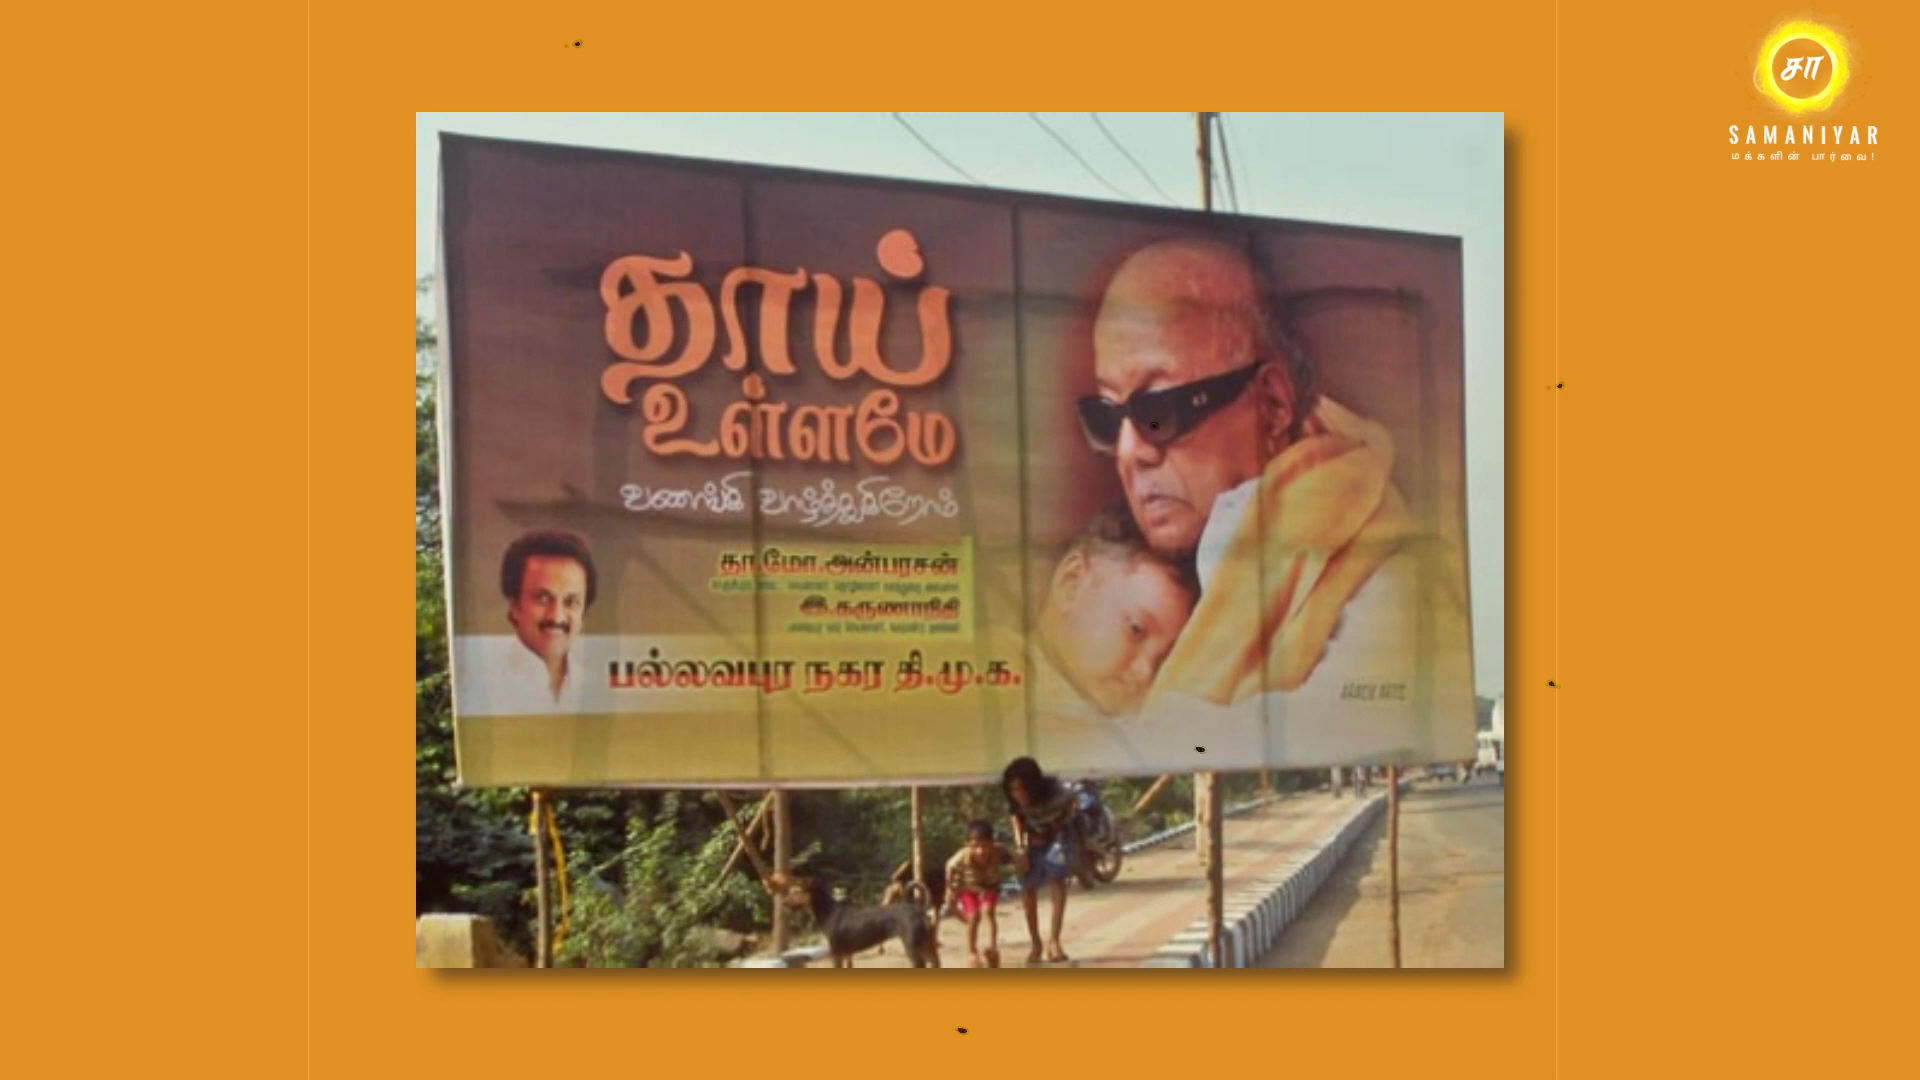 சா
SAMANIYAR
மக்களின் பார்வை!
தாய்
உள்ளமே
வணங்கி வாழ்த்துகிறோம்
தா.மோ.அன்பரசன்
இ.கருணாநிதி
பல்லவபுர நகர தி.மு.க.